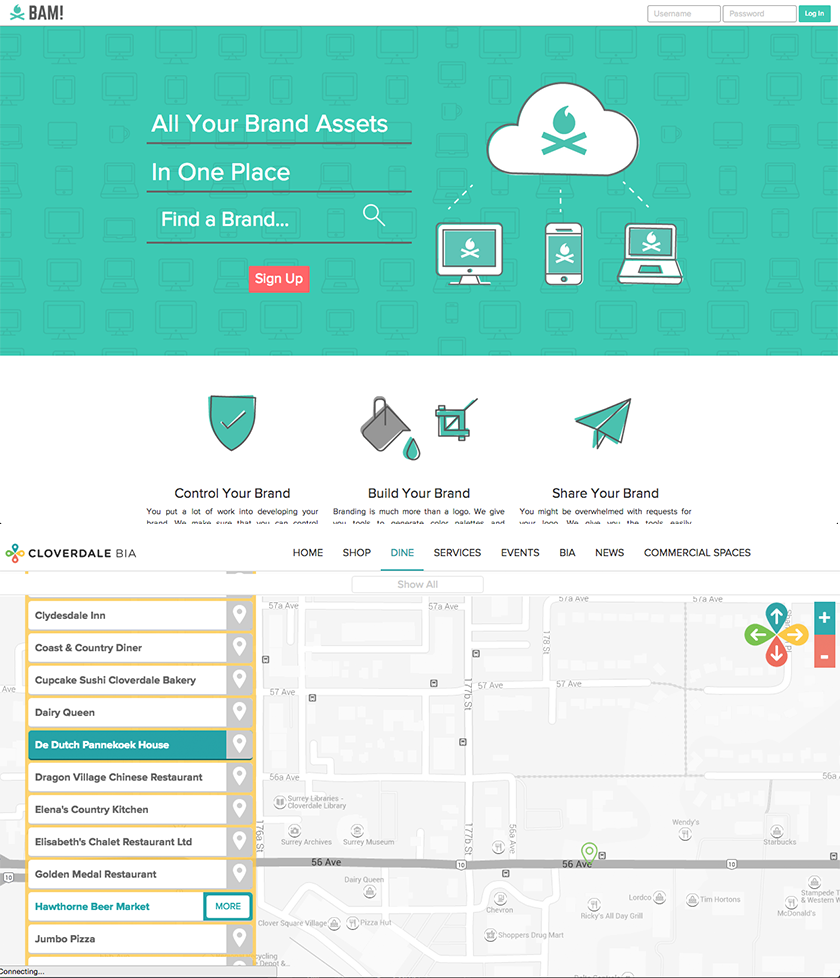 BAM!
Username
Password
Log In
All Your Brand Assets
In One Place
Find a Brand...
Sign Up
Control Your Brand
Build Your Brand
Share Your Brand
You put a lot of work into developing your
Branding is much more than a logo. We give
You might be overwhelmed with requests for
brand. We make sure that you can control
you tools to generate color palettes and
your logo. We give you the tools easily
CLOVERDALE BIA
HOME
SHOP
DINE
SERVICES
EVENTS
BIA
NEWS
COMMERCIAL SPACES
Show All
Clydesdale Inn
Coast & Country Diner
Cupcake Sushi Cloverdale Bakery
Dairy Queen
De Dutch Pannekoek House
Dragon Village Chinese Restaurant
Elena's Country Kitchen
Elisabeth's Chalet Restaurant Ltd
Golden Medal Restaurant
Hawthorne Beer Market
MORE
Jumbo Pizza
Connecting...
57a Ave
57a Ave
57a Ave
57a Ave
178 St
Ave
57 Ave
57 Ave
57 Ave
177b St
56a Ave
56a
Surrey Libraries -
Cloverdale Library
176a St
Surrey Archives
Surrey Museum
177b St
56a Ave
Wendy's
Starbucks
56 Ave
56 Ave
10
10
10
Dairy Queen
Chevron
Lordco
Tim Hortons
Stampede T
& Western W
McDonald's
Clover Square Village
Pizza Hut
Ricky's All Day Grill
Shoppers Drug Mart
cycling
Depot &...
+
-